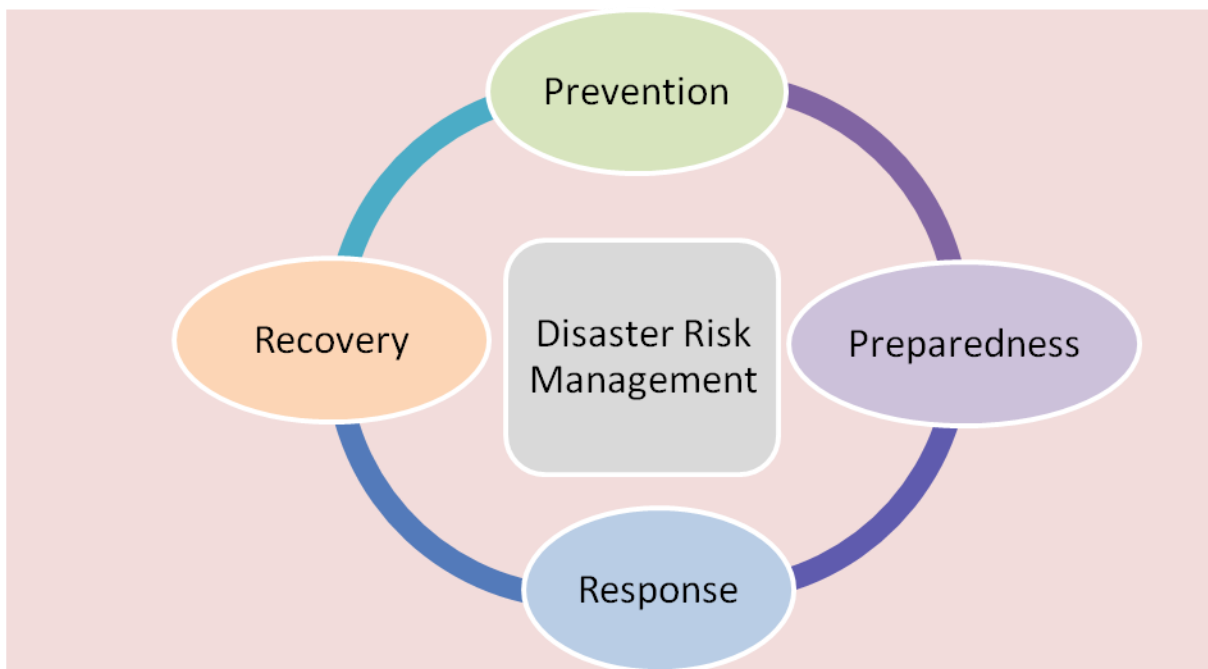 Prevention
Recovery
Disaster Risk
Management
Preparedness
Response